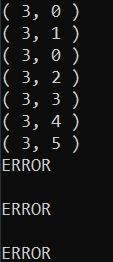 ( 3, 0 )
( 3, 1 )
( 3, 0 )
( 3, 2 )
( 3, 3 )
( 3, 4 )
( 3, 5 )
ERROR
ERROR
ERROR